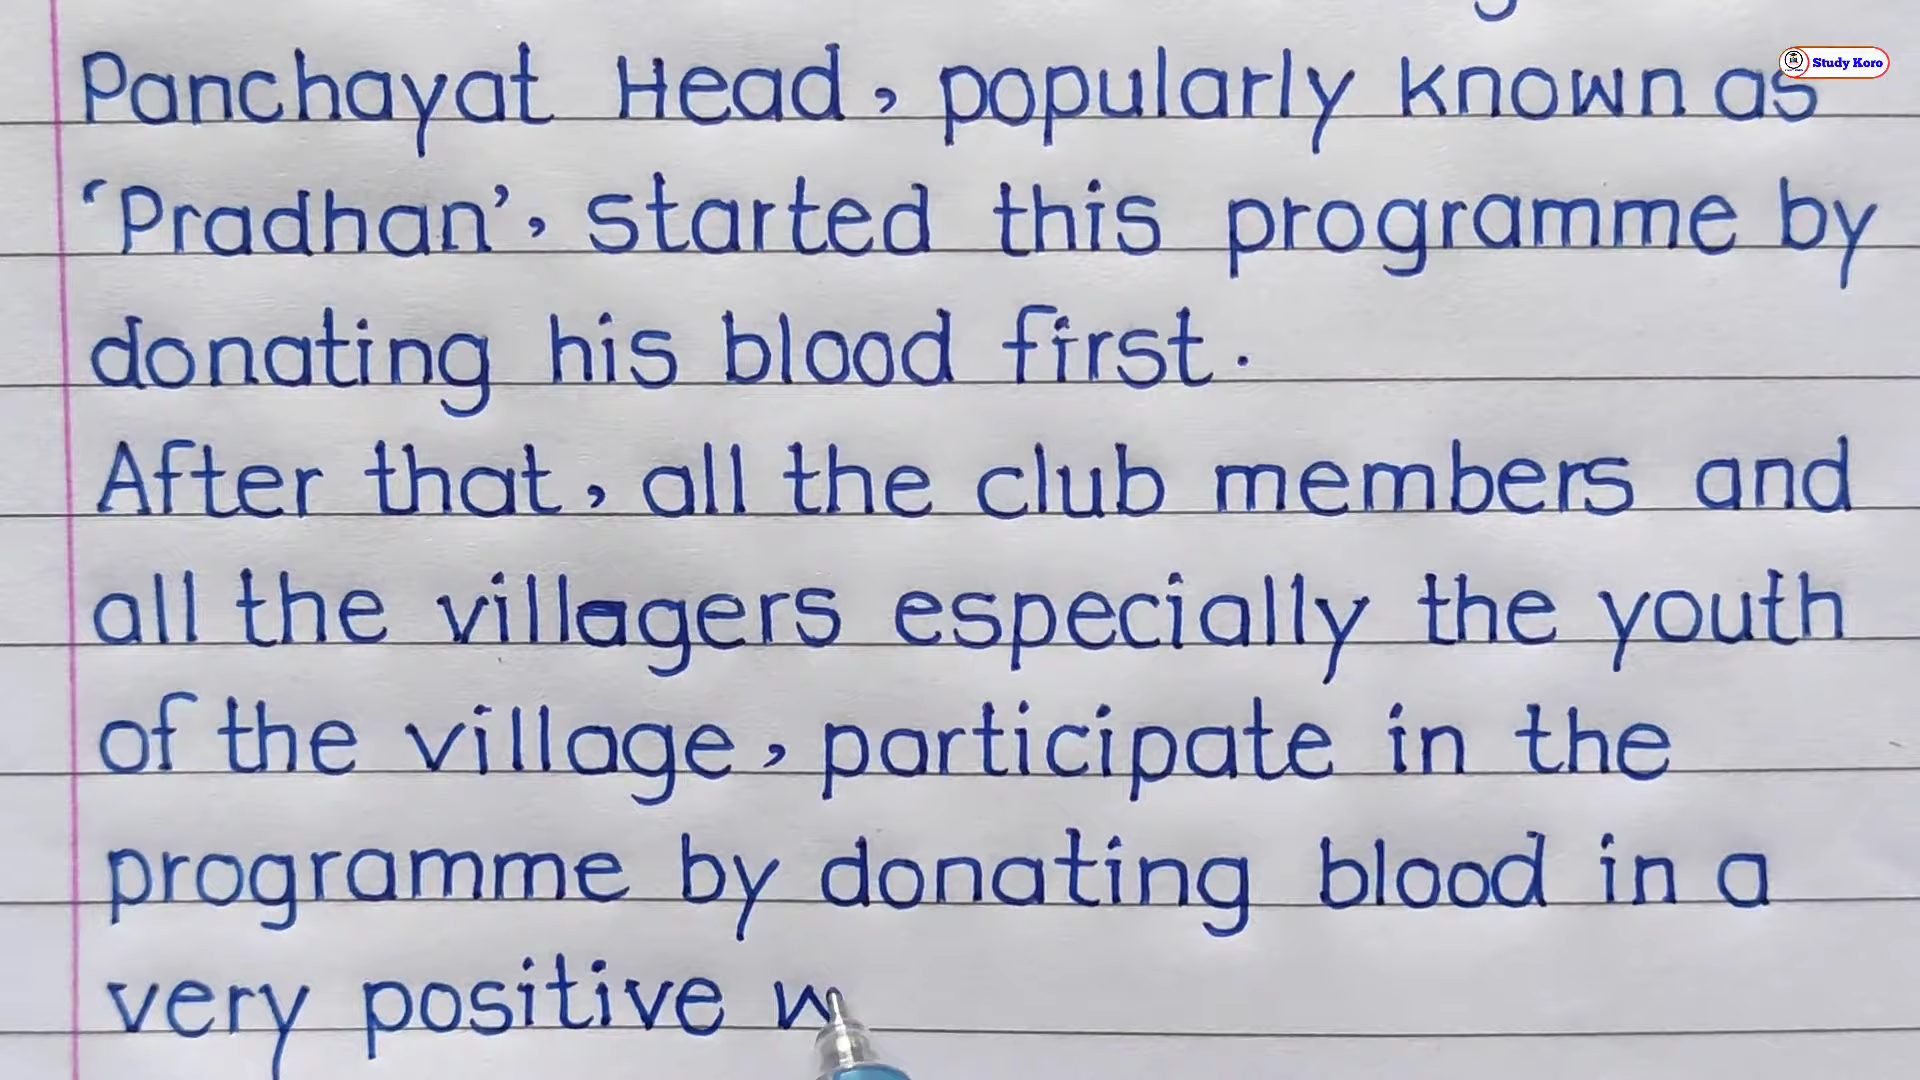 Panchayat Head, popularly known as
Study Koro
'Pradhan', started this programme by
donating his blood first.
After that, all the club members and
all the villagers especially the youth
of the village, participate in the
programme by donating blood in a
very positive w